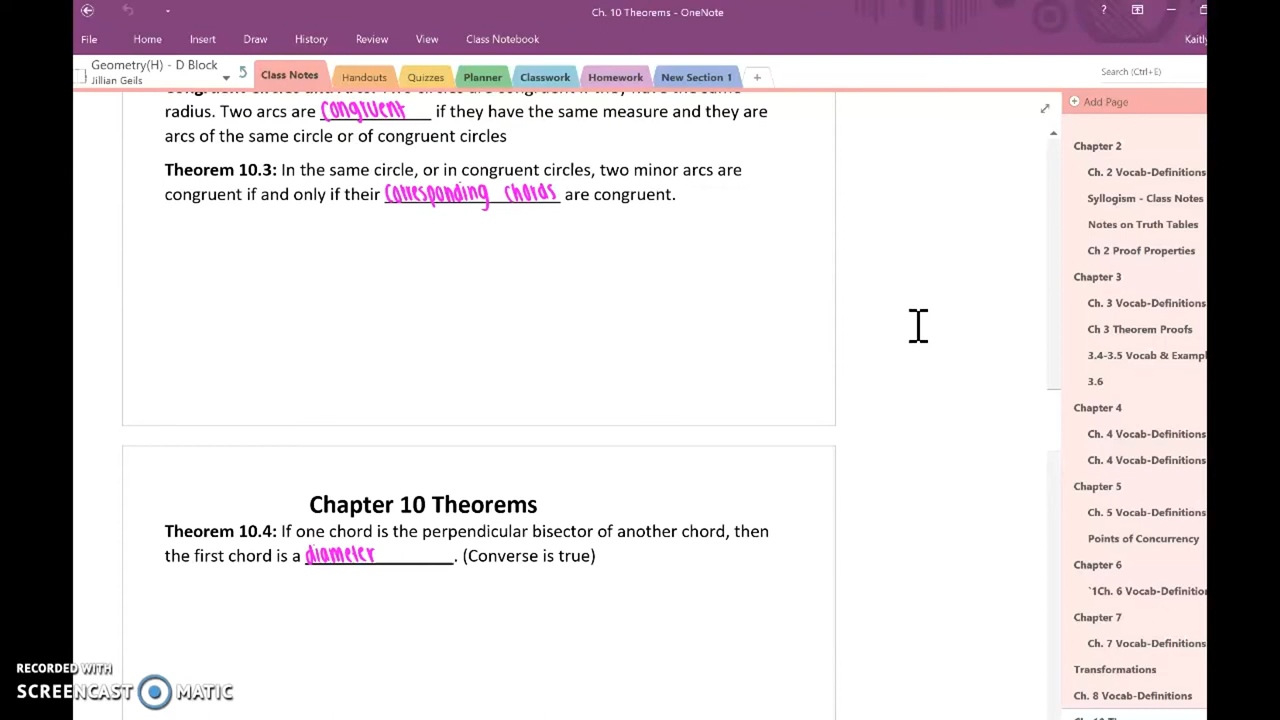 Ch. 10 Theorems - OneNote
?
File Home Insert Draw History Review View Class Notebook
Kaitly
Geometry(H) - D Block
Jillian Geils
Class Notes Handouts Quizzes Planner Classwork Homework New Section 1 +
Search (Ctrl+E)
Add Page
radius. Two arcs are congruent if they have the same measure and they are
arcs of the same circle or of congruent circles
Theorem 10.3: In the same circle, or in congruent circles, two minor arcs are
congruent if and only if their corresponding chords are congruent.
Chapter 10 Theorems
Theorem 10.4: If one chord is the perpendicular bisector of another chord, then
the first chord is a diameter. (Converse is true)
Chapter 2
Ch. 2 Vocab-Definitions
Syllogism - Class Notes
Notes on Truth Tables
Ch 2 Proof Properties
Chapter 3
Ch. 3 Vocab-Definitions
Ch 3 Theorem Proofs
3.4-3.5 Vocab & Exampl
3.6
Chapter 4
Ch. 4 Vocab-Definitions
Ch. 4 Vocab-Definitions
Chapter 5
Ch. 5 Vocab-Definitions
Points of Concurrency
Chapter 6
`1Ch. 6 Vocab-Definition
Chapter 7
Ch. 7 Vocab-Definitions
Transformations
Ch. 8 Vocab-Definitions
RECORDED WITH
SCREENCAST MATIC